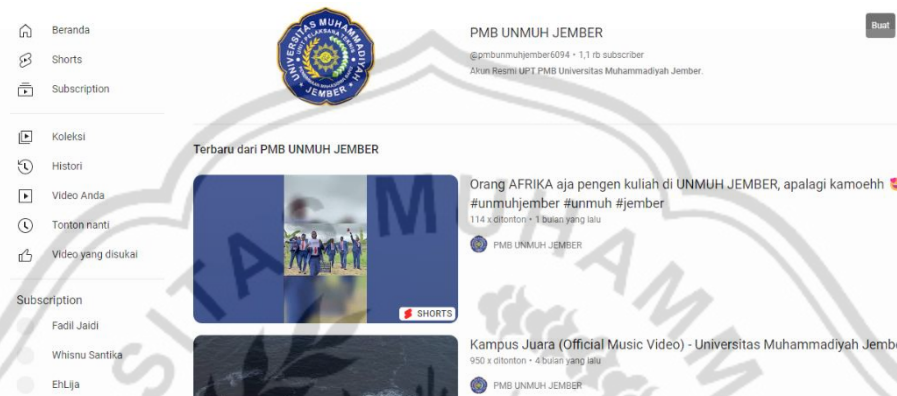 Beranda
Shorts
Subscription
Koleksi
Histori
Video Anda
Tonton nanti
Video yang disukai
Subscription
Fadil Jaidi
Whisnu Santika
EhLija
UNIVERSITAS MUHAMMADIYAH
JEMBER
PMB UNMUH JEMBER
@pmbunmuhjember6094 • 1,1 rb subscriber
Akun Resmi UPT PMB Universitas Muhammadiyah Jember.
Buat
Terbaru dari PMB UNMUH JEMBER
SHORTS
Orang AFRIKA aja pengen kuliah di UNMUH JEMBER, apalagi kamoehh
#unmuhjember #unmuh #jember
114 x ditonton • 1 bulan yang lalu
PMB UNMUH JEMBER
Kampus Juara (Official Music Video) - Universitas Muhammadiyah Jembe
950 x ditonton • 4 bulan yang lalu
PMB UNMUH JEMBER
SITAS MUHAMM